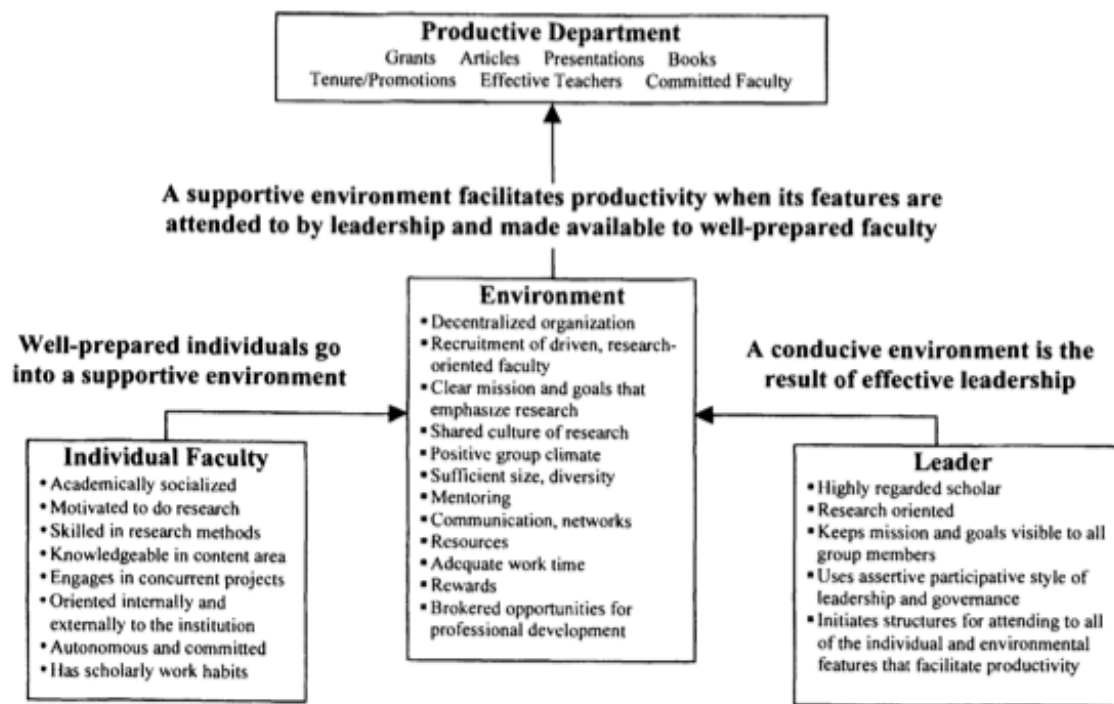 Productive Department
Grants Articles Presentations Books
Tenure/Promotions Effective Teachers Committed Faculty
A supportive environment facilitates productivity when its features are
attended to by leadership and made available to well-prepared faculty
Well-prepared individuals go
into a supportive environment
Individual Faculty
• Academically socialized
• Motivated to do research
• Skilled in research methods
• Knowledgeable in content area
• Engages in concurrent projects
• Oriented internally and
externally to the institution
• Autonomous and committed
• Has scholarly work habits
Environment
▪ Decentralized organization
▪ Recruitment of driven, research-
oriented faculty
▪ Clear mission and goals that
emphasize research
▪ Shared culture of research
▪ Positive group climate
▪ Sufficient size, diversity
▪ Mentoring
▪ Communication, networks
▪ Resources
▪ Adequate work time
▪ Rewards
▪ Brokered opportunities for
professional development
A conducive environment is the
result of effective leadership
Leader
▪ Highly regarded scholar
▪ Research oriented
▪ Keeps mission and goals visible to all
group members
▪ Uses assertive participative style of
leadership and governance
▪ Initiates structures for attending to all
of the individual and environmental
features that facilitate productivity